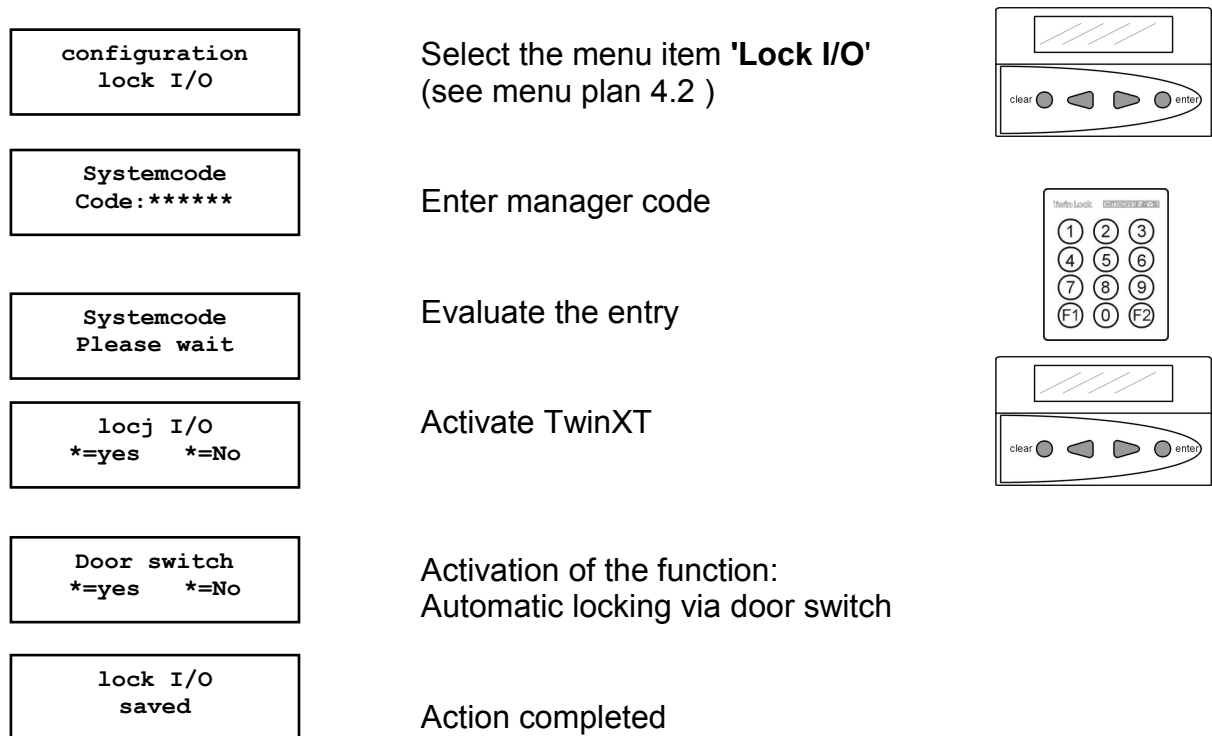 configuration
lock I/O
Select the menu item 'Lock I/O'
(see menu plan 4.2 )
clear enter
Systemcode
Code:******
Enter manager code
Twin Lock
1 2 3
4 5 6
7 8 9
F1 0 F2
Systemcode
Please wait
Evaluate the entry
locj I/O
*=yes *=No
Activate TwinXT
clear enter
Door switch
*=yes *=No
Activation of the function:
Automatic locking via door switch
lock I/O
saved
Action completed